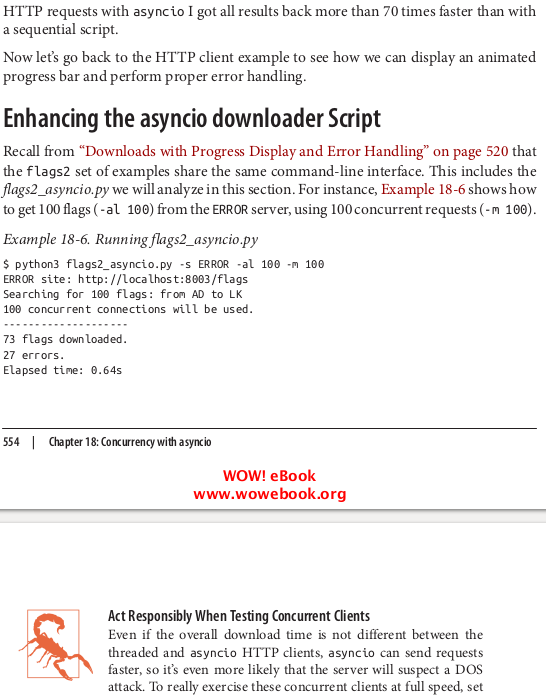 HTTP requests with asyncio I got all results back more than 70 times faster than with
a sequential script.
Now let’s go back to the HTTP client example to see how we can display an animated
progress bar and perform proper error handling.
Enhancing the asyncio downloader Script
Recall from “Downloads with Progress Display and Error Handling” on page 520 that
the flags2 set of examples share the same command-line interface. This includes the
flags2_asyncio.py we will analyze in this section. For instance, Example 18-6 shows how
to get 100 flags (-al 100) from the ERROR server, using 100 concurrent requests (-m 100).
Example 18-6. Running flags2_asyncio.py
$ python3 flags2_asyncio.py -s ERROR -al 100 -m 100
ERROR site: http://localhost:8003/flags
Searching for 100 flags: from AD to LK
100 concurrent connections will be used.
--------------------
73 flags downloaded.
27 errors.
Elapsed time: 0.64s
554 | Chapter 18: Concurrency with asyncio
WOW! eBook
www.wowebook.org
Act Responsibly When Testing Concurrent Clients
Even if the overall download time is not different between the
threaded and asyncio HTTP clients, asyncio can send requests
faster, so it’s even more likely that the server will suspect a DOS
attack. To really exercise these concurrent clients at full speed, set